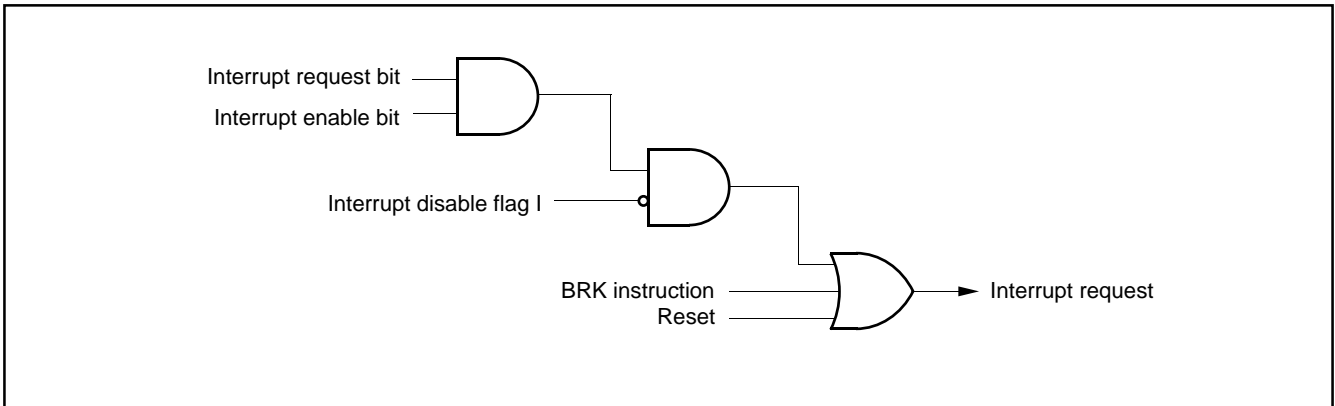 Interrupt request bit
Interrupt enable bit
Interrupt disable flag I
BRK instruction
Interrupt request
Reset